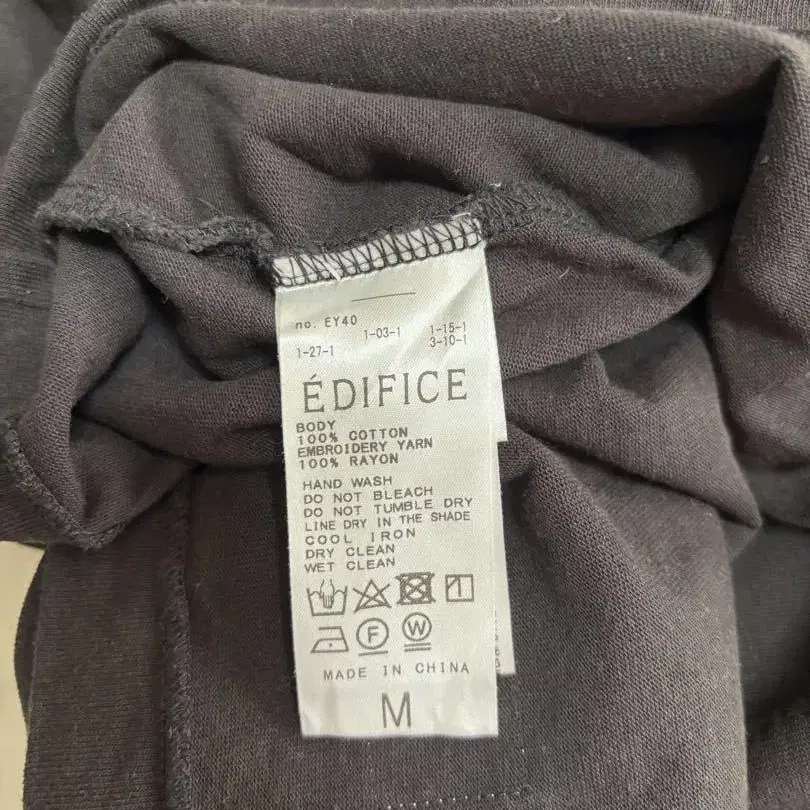 no. EY40
1-27-1 1-03-1 1-15-1
3-10-1
ÉDIFICE
BODY
100% COTTON
EMBROIDERY YARN
100% RAYON
HAND WASH
DO NOT BLEACH
DO NOT TUMBLE DRY
LINE DRY IN THE SHADE
COOL IRON
DRY CLEAN
WET CLEAN
F W
MADE IN CHINA
M